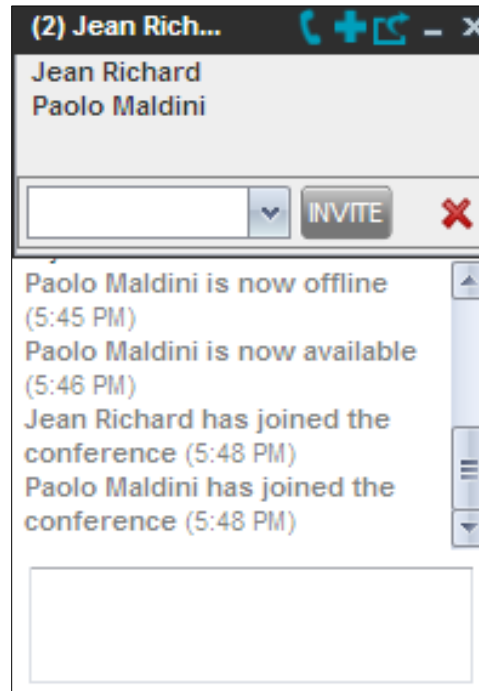 (2) Jean Rich...
Jean Richard
Paolo Maldini
INVITE
Paolo Maldini is now offline
(5:45 PM)
Paolo Maldini is now available
(5:46 PM)
Jean Richard has joined the
conference (5:48 PM)
Paolo Maldini has joined the
conference (5:48 PM)